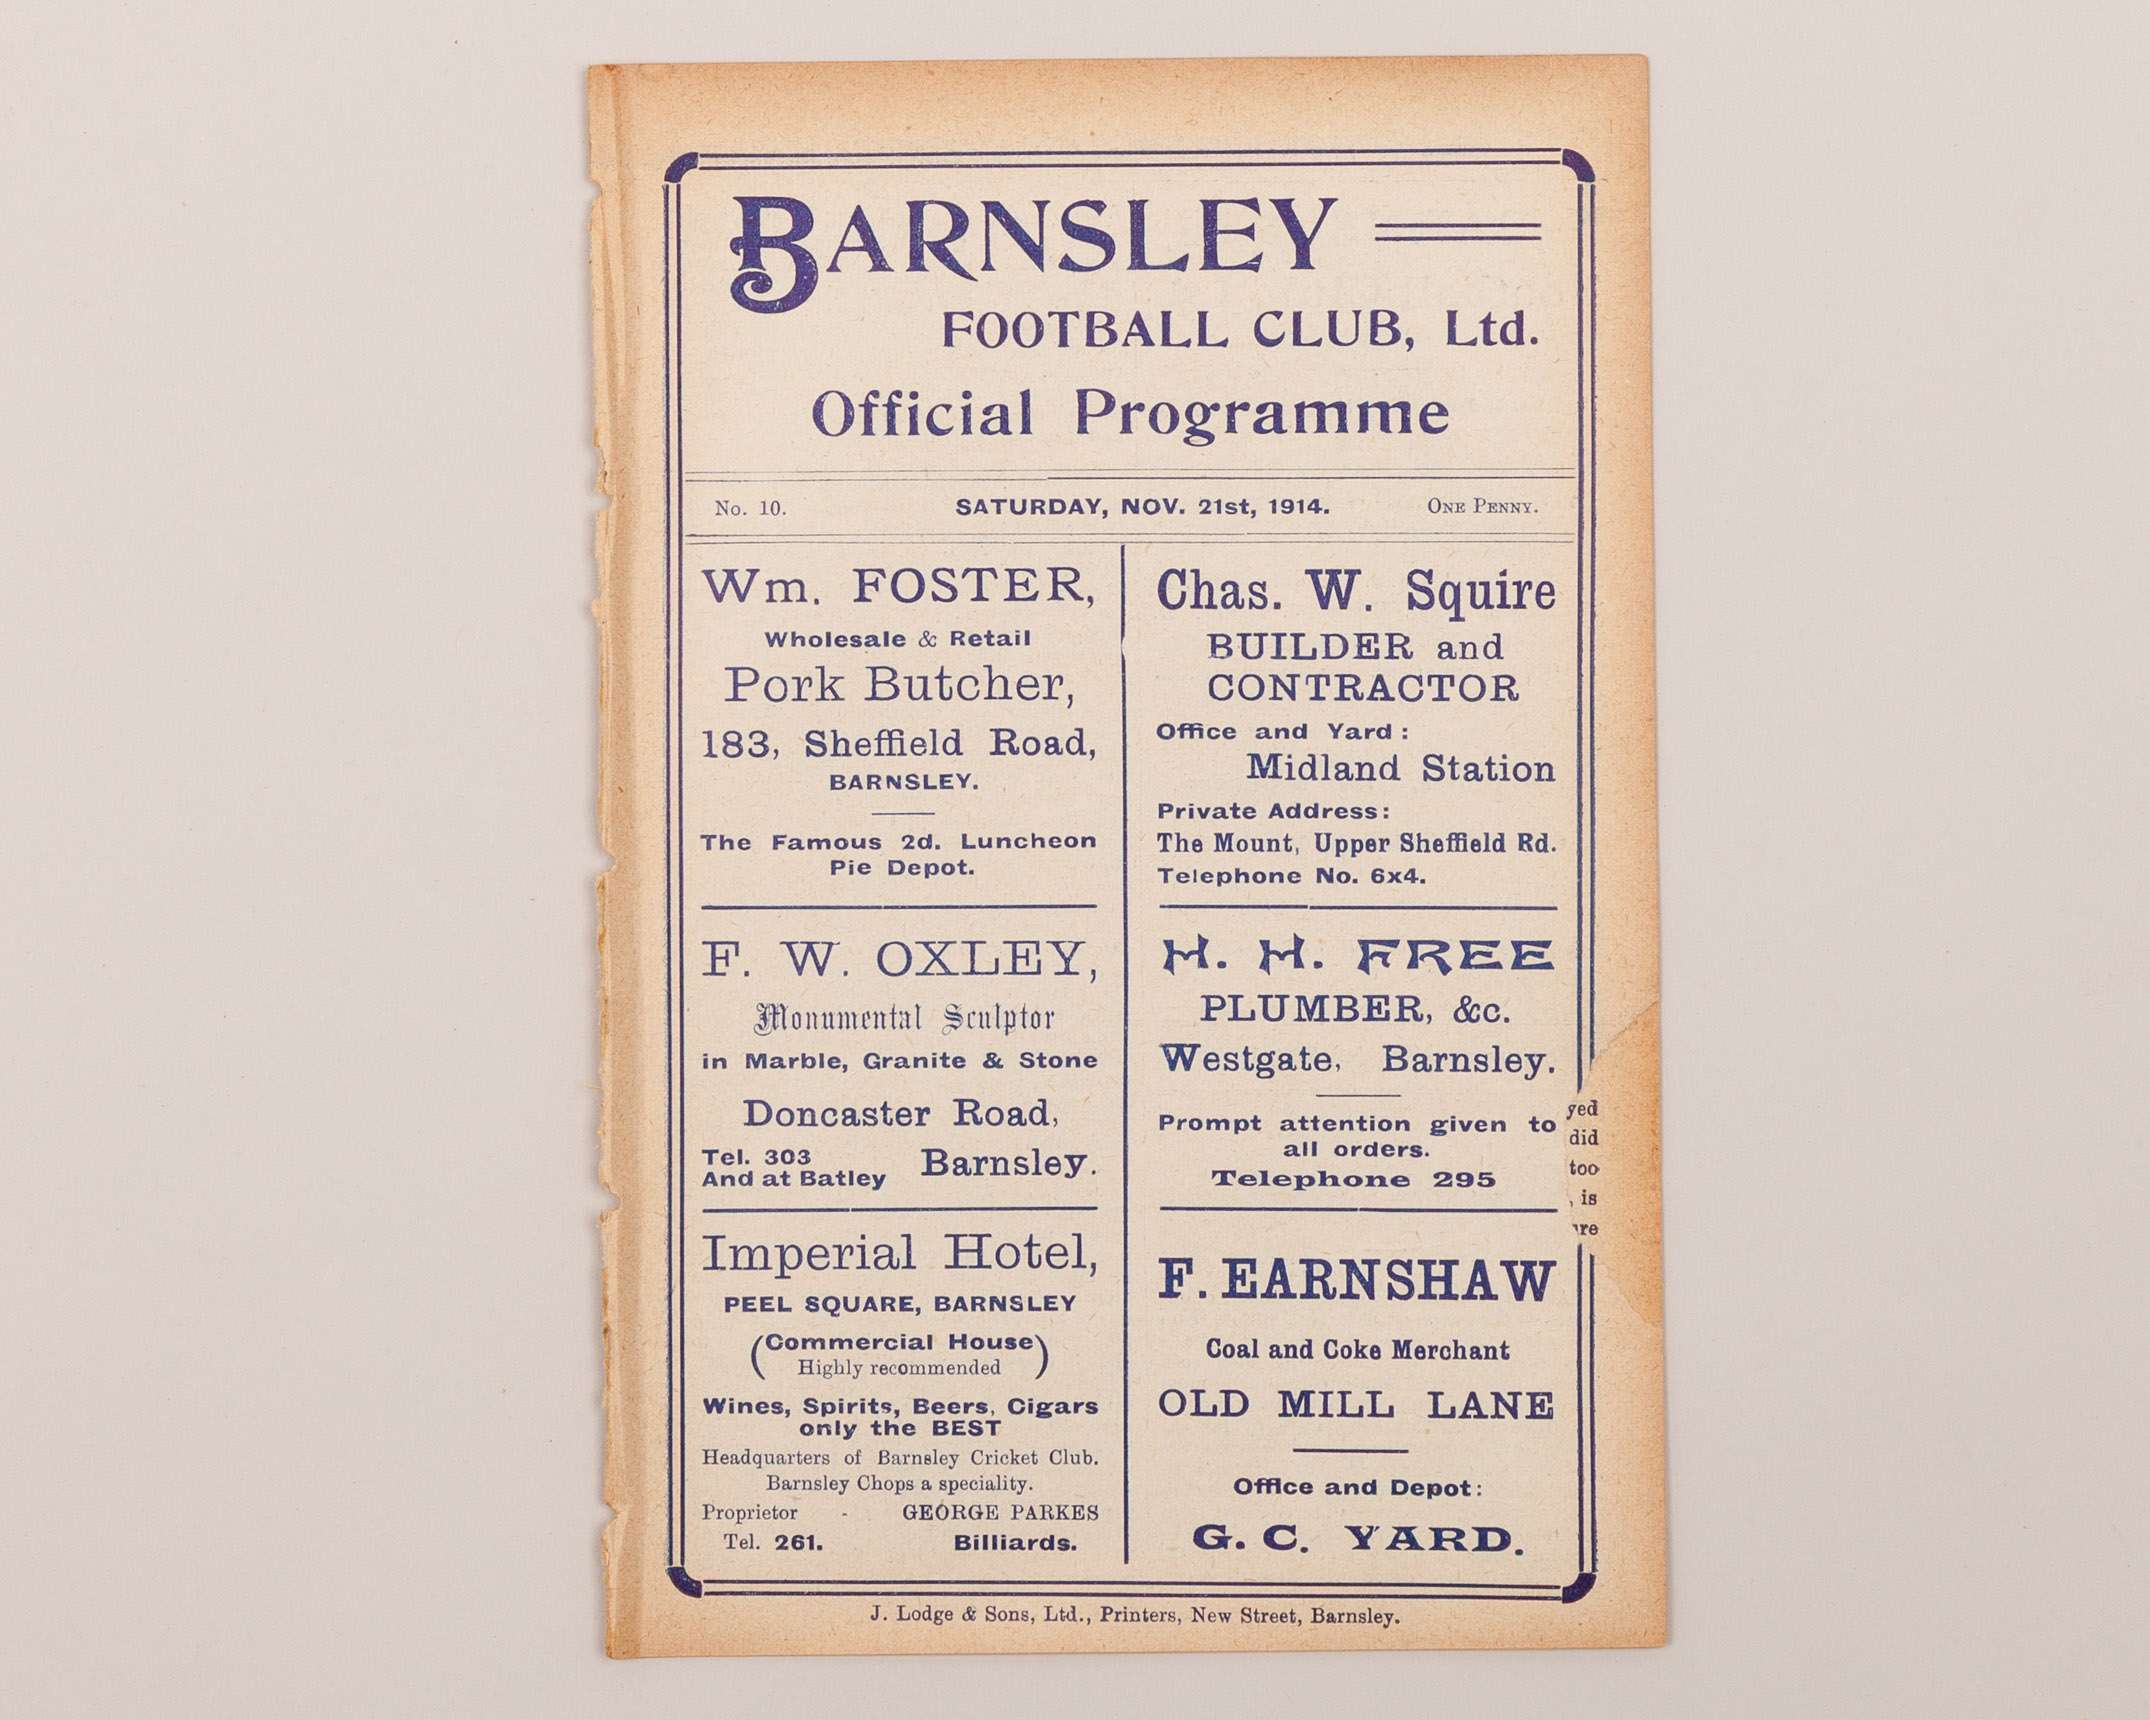 BARNSLEY
FOOTBALL CLUB, Ltd.
Official Programme
No. 10. SATURDAY, NOV. 21st, 1914. ONE PENNY.
Wm. FOSTER,
Wholesale & Retail
Pork Butcher,
183, Sheffield Road,
BARNSLEY.
The Famous 2d. Luncheon
Pie Depot.
F. W. OXLEY,
Monumental Sculptor
in Marble, Granite & Stone
Doncaster Road,
Tel. 303
And at Batley
Barnsley.
Imperial Hotel,
PEEL SQUARE, BARNSLEY
(Commercial House
Highly recommended)
Wines, Spirits, Beers, Cigars
only the BEST
Headquarters of Barnsley Cricket Club.
Barnsley Chops a speciality.
Proprietor - GEORGE PARKES
Tel. 261. Billiards.
Chas. W. Squire
BUILDER and
CONTRACTOR
Office and Yard:
Midland Station
Private Address:
The Mount, Upper Sheffield Rd.
Telephone No. 6x4.
H. H. FREE
PLUMBER, &c.
Westgate, Barnsley.
Prompt attention given to
all orders.
Telephone 295
F. EARNSHAW
Coal and Coke Merchant
OLD MILL LANE
Office and Depot:
G. C. YARD.
yed
did
too
, is
J. Lodge & Sons, Ltd., Printers, New Street, Barnsley.